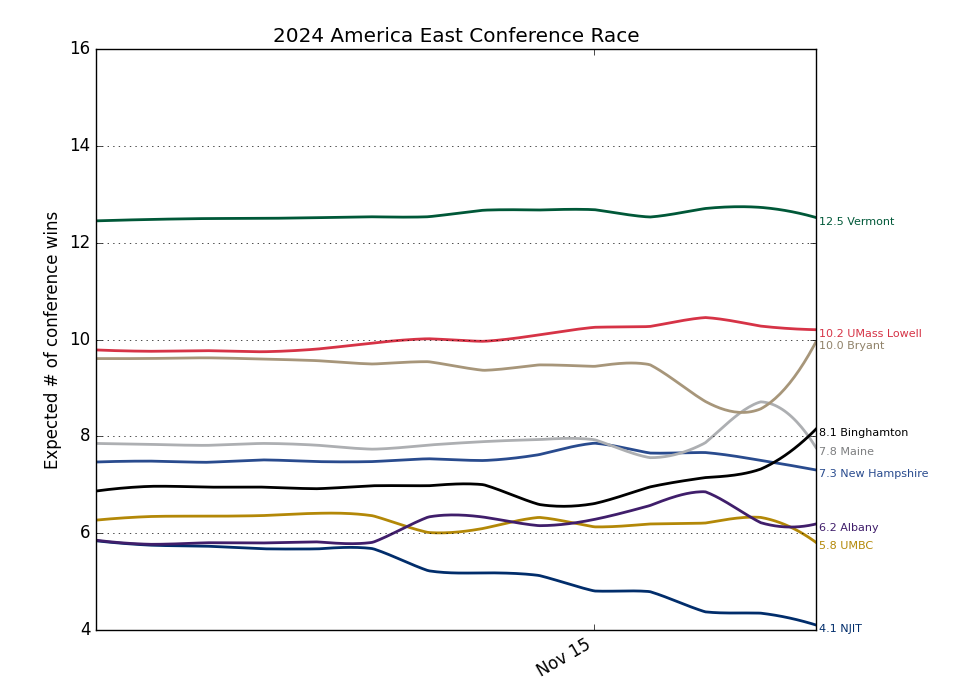 2024 America East Conference Race
Expected # of conference wins
16
14
12
10
8
6
4
Nov 15
12.5 Vermont
10.2 UMass Lowell
10.0 Bryant
8.1 Binghamton
7.8 Maine
7.3 New Hampshire
6.2 Albany
5.8 UMBC
4.1 NJIT